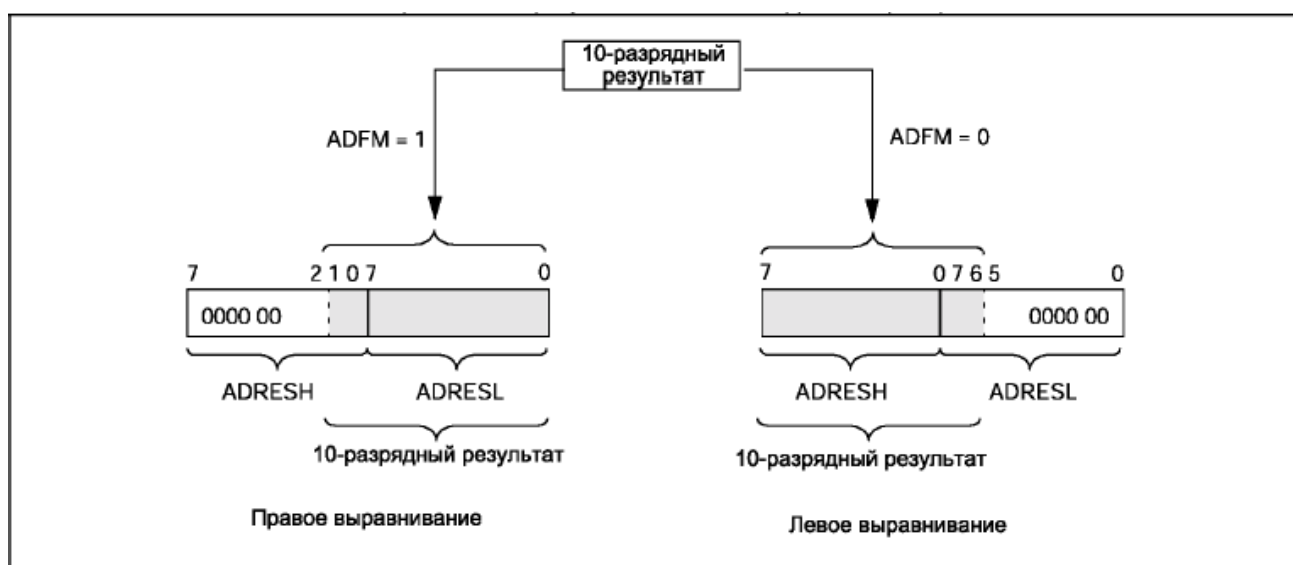 10-разрядный
результат
ADFM = 1
ADFM = 0
7 2 1 0 7 0
7 0 7 6 5 0
0000 00
0000 00
ADRESH ADRESL
ADRESH ADRESL
10-разрядный результат
10-разрядный результат
Правое выравнивание
Левое выравнивание